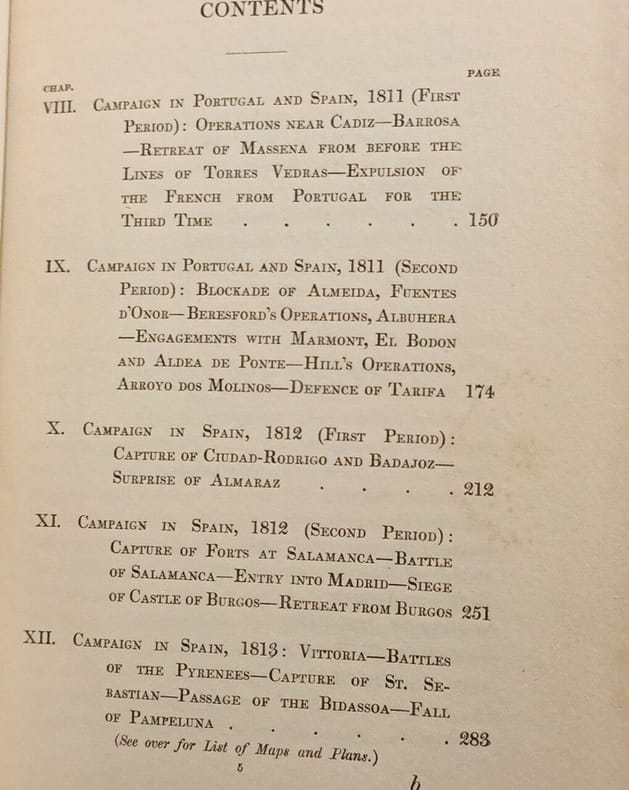 CONTENTS
PAGE
CHAP.
VIII. CAMPAIGN IN PORTUGAL AND SPAIN, 1811 (FIRST
PERIOD): OPERATIONS NEAR CADIZ—BARROSA
—RETREAT OF MASSENA FROM BEFORE THE
LINES OF TORRES VEDRAS—EXPULSION OF
THE FRENCH FROM PORTUGAL FOR THE
THIRD TIME . . . . . . 150
IX. CAMPAIGN IN PORTUGAL AND SPAIN, 1811 (SECOND
PERIOD): BLOCKADE OF ALMEIDA, FUENTES
D'ONOR—BERESFORD'S OPERATIONS, ALBUHERA
—ENGAGEMENTS WITH MARMONT, EL BODON
AND ALDEA DE PONTE—HILL'S OPERATIONS,
ARROYO DOS MOLINOS—DEFENCE OF TARIFA 174
X. CAMPAIGN IN SPAIN, 1812 (FIRST PERIOD):
CAPTURE OF CIUDAD-RODRIGO AND BADAJOZ—
SURPRISE OF ALMARAZ . . . . 212
XI. CAMPAIGN IN SPAIN, 1812 (SECOND PERIOD):
CAPTURE OF FORTS AT SALAMANCA—BATTLE
OF SALAMANCA—ENTRY INTO MADRID—SIEGE
OF CASTLE OF BURGOS—RETREAT FROM BURGOS 251
XII. CAMPAIGN IN SPAIN, 1813: VITTORIA—BATTLES
OF THE PYRENEES—CAPTURE OF ST. SE-
BASTIAN—PASSAGE OF THE BIDASSOA—FALL
OF PAMPELUNA . . . . . . 283
(See over for List of Maps and Plans.)
5
b